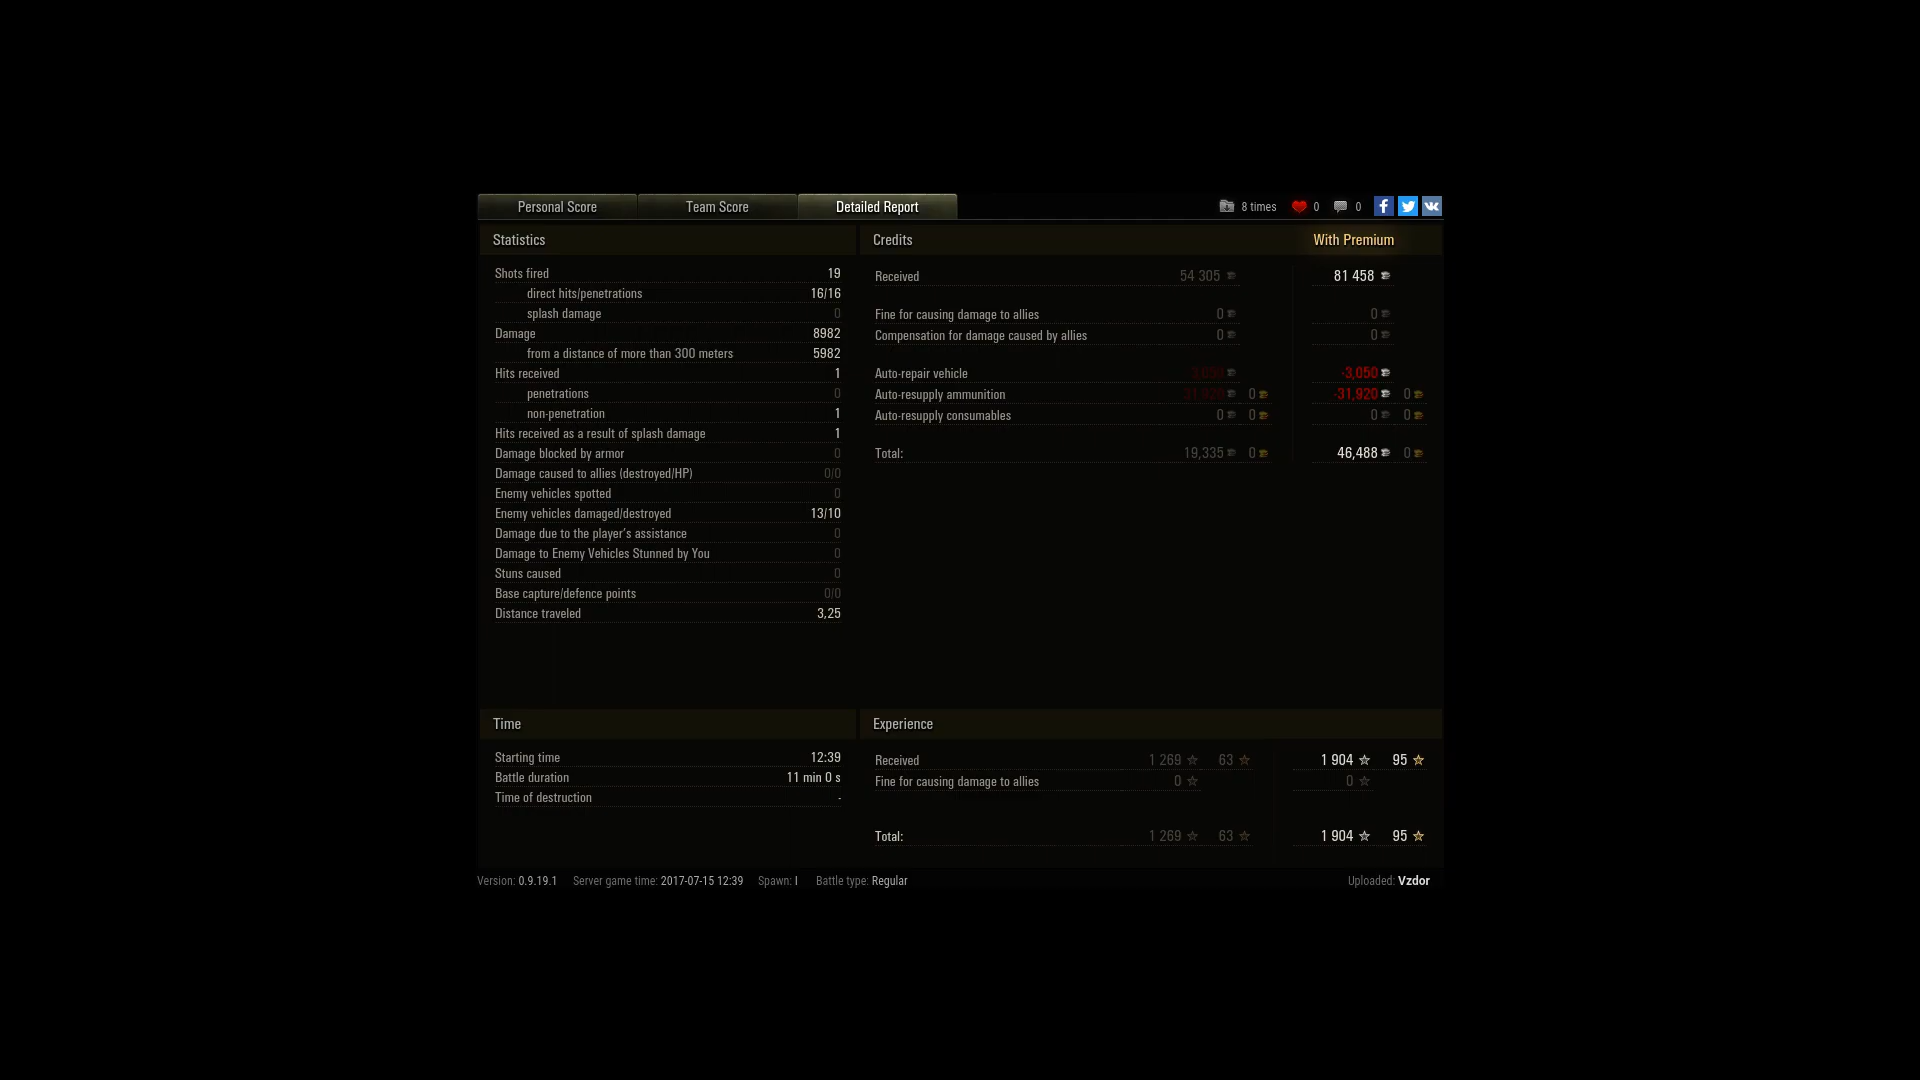 Personal Score Team Score Detailed Report 8 times 0 0
Statistics
Shots fired 19
direct hits/penetrations 16/16
splash damage 0
Damage 8982
from a distance of more than 300 meters 5982
Hits received 1
penetrations 0
non-penetration 1
Hits received as a result of splash damage 1
Damage blocked by armor 0
Damage caused to allies (destroyed/HP) 0/0
Enemy vehicles spotted 0
Enemy vehicles damaged/destroyed 13/10
Damage due to the player's assistance 0
Damage to Enemy Vehicles Stunned by You 0
Stuns caused 0
Base capture/defence points 0/0
Distance traveled 3,25
Credits With Premium
Received 54 305 81 458
Fine for causing damage to allies 0 0
Compensation for damage caused by allies 0 0
Auto-repair vehicle -3,050 -3,050
Auto-resupply ammunition -31,920 0 -31,920 0
Auto-resupply consumables 0 0 0 0
Total: 19,335 0 46,488 0
Time
Starting time 12:39
Battle duration 11 min 0 s
Time of destruction -
Experience
Received 1 269 63 1 904 95
Fine for causing damage to allies 0 0
Total: 1 269 63 1 904 95
Version: 0.9.19.1 Server game time: 2017-07-15 12:39 Spawn: I Battle type: Regular Uploaded: Vzdor